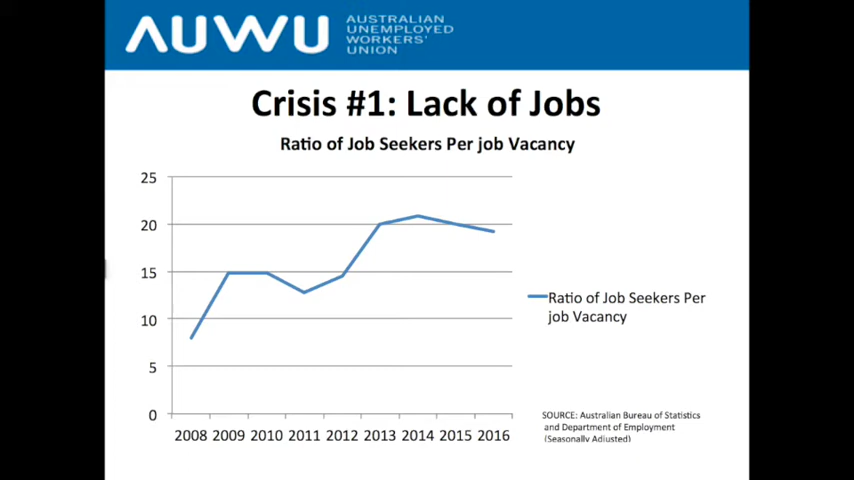 AUWU
AUSTRALIAN
UNEMPLOYED
WORKERS'
UNION
Crisis #1: Lack of Jobs
Ratio of Job Seekers Per job Vacancy
25
20
15
10
5
0
2008 2009 2010 2011 2012 2013 2014 2015 2016
Ratio of Job Seekers Per
job Vacancy
SOURCE: Australian Bureau of Statistics
and Department of Employment
(Seasonally Adjusted)